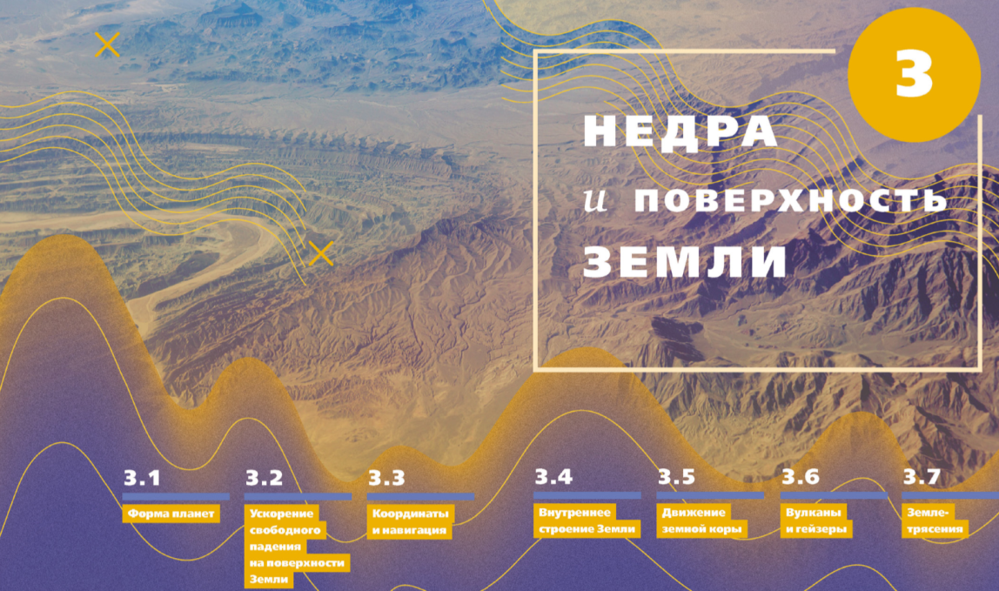 3
НЕДРА
и ПОВЕРХНОСТЬ
ЗЕМЛИ
3.1
Форма планет
3.2
Ускорение
свободного
падения
на поверхности
Земли
3.3
Координаты
и навигация
3.4
Внутреннее
строение Земли
3.5
Движение
земной коры
3.6
Вулканы
и гейзеры
3.7
Земле-
трясения